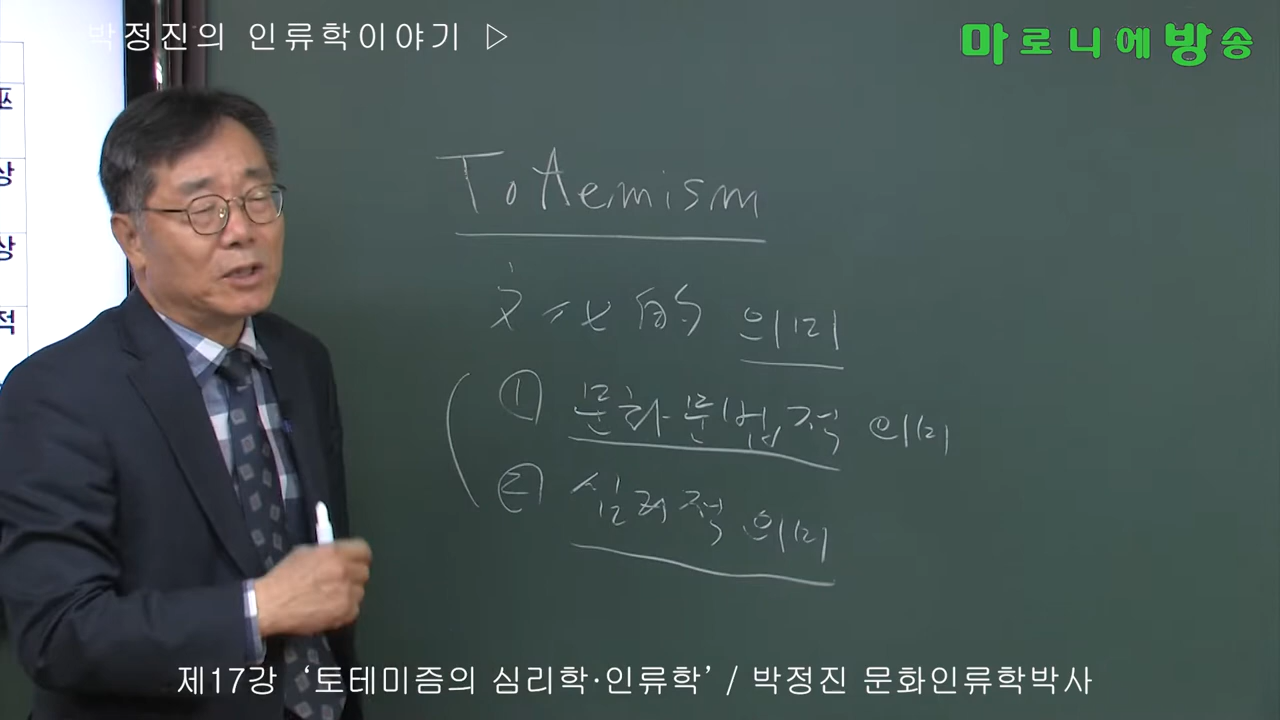 박정진의 인류학이야기 ▷
마로니에방송
상
상
적
Totemism
文化的 의미
① 문화문법적 의미
② 심리적 의미
제17강 ‘토테미즘의 심리학·인류학’ / 박정진 문화인류학박사